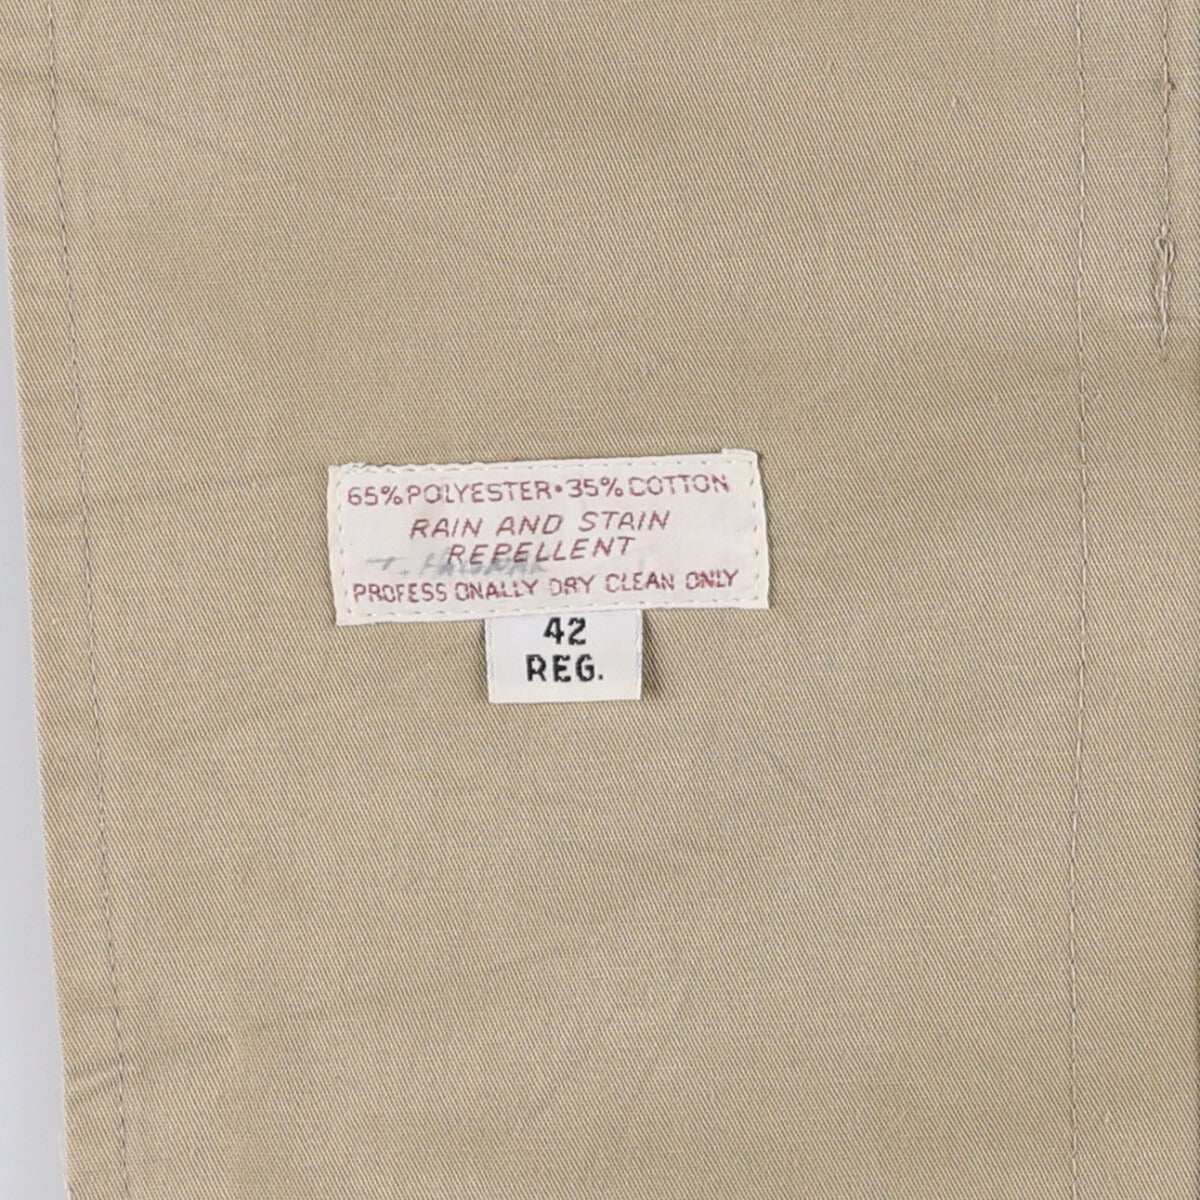 65% POLYESTER • 35% COTTON
RAIN AND STAIN
REPELLENT
PROFESS ONALLY DRY CLEAN ONLY
42
REG.